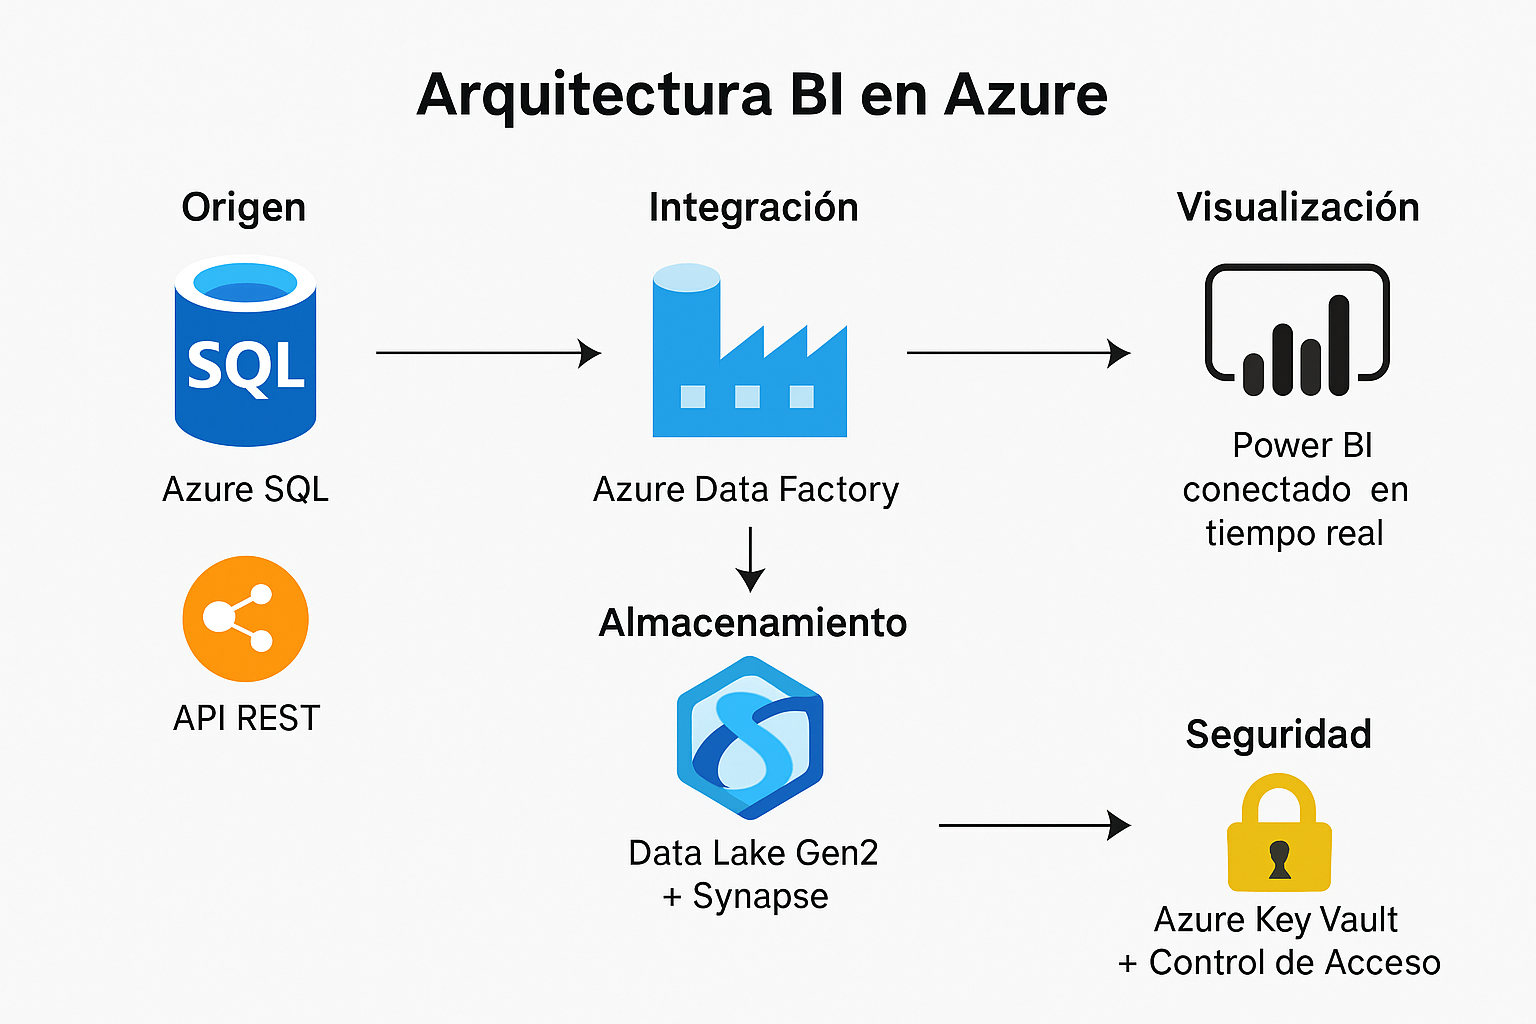 Arquitectura BI en Azure
Origen
SQL
Azure SQL
API REST
Integración
Azure Data Factory
Almacenamiento
Data Lake Gen2
+ Synapse
Visualización
Power BI
conectado en
tiempo real
Seguridad
Azure Key Vault
+ Control de Acceso